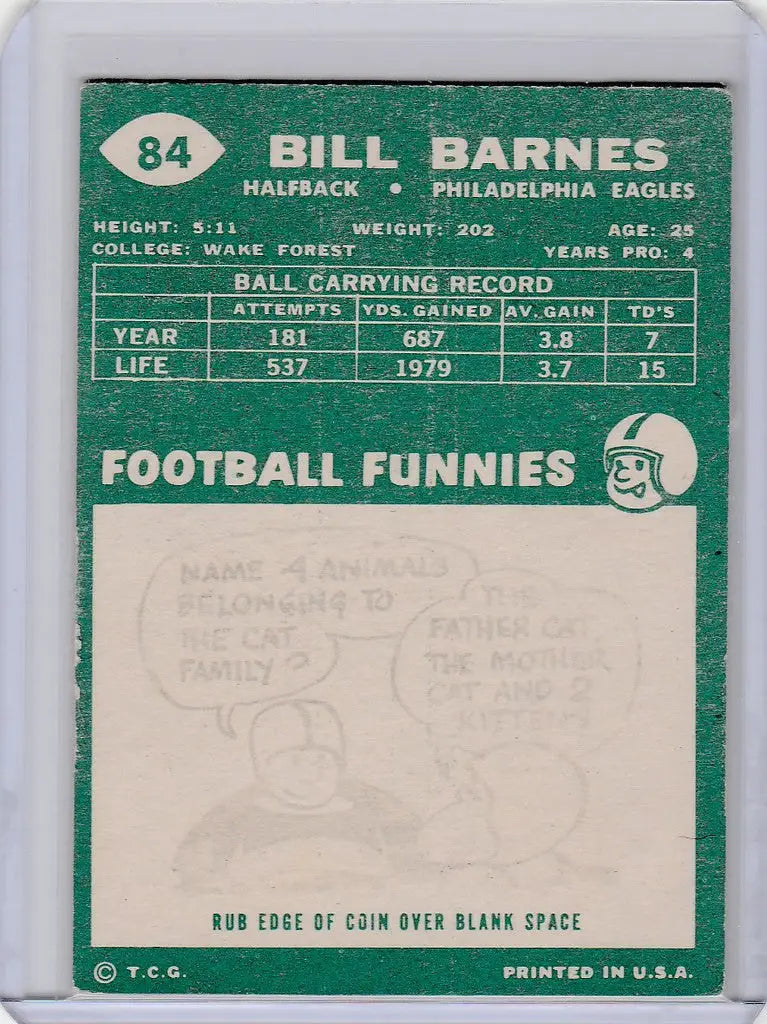 84
BILL BARNES
HALFBACK • PHILADELPHIA EAGLES
HEIGHT: 5:11 WEIGHT: 202 AGE: 25
COLLEGE: WAKE FOREST YEARS PRO: 4
BALL CARRYING RECORD
ATTEMPTS YDS. GAINED AV. GAIN TD'S
YEAR 181 687 3.8 7
LIFE 537 1979 3.7 15
FOOTBALL FUNNIES
NAME 4 ANIMALS
BELONGING TO
THE CAT
FAMILY?
THE
FATHER CAT,
THE MOTHER
CAT AND 2
KITTENS
RUB EDGE OF COIN OVER BLANK SPACE
© T.C.G. PRINTED IN U.S.A.